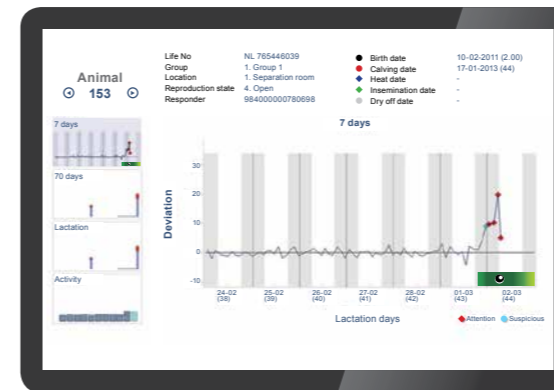 Animal
153
Life No NL 765446039
Group 1. Group 1
Location 1. Separation room
Reproduction state 4. Open
Responder 984000000780698
Birth date 10-02-2011 (2.00)
Calving date 17-01-2013 (44)
Heat date -
Insemination date -
Dry off date -
7 days
70 days
Lactation
Activity
7 days
Deviation
30
20
10
0
-10
24-02 25-02 26-02 27-02 28-02 01-03 02-03
(38) (39) (40) (41) (42) (43) (44)
Lactation days
Attention Suspicious